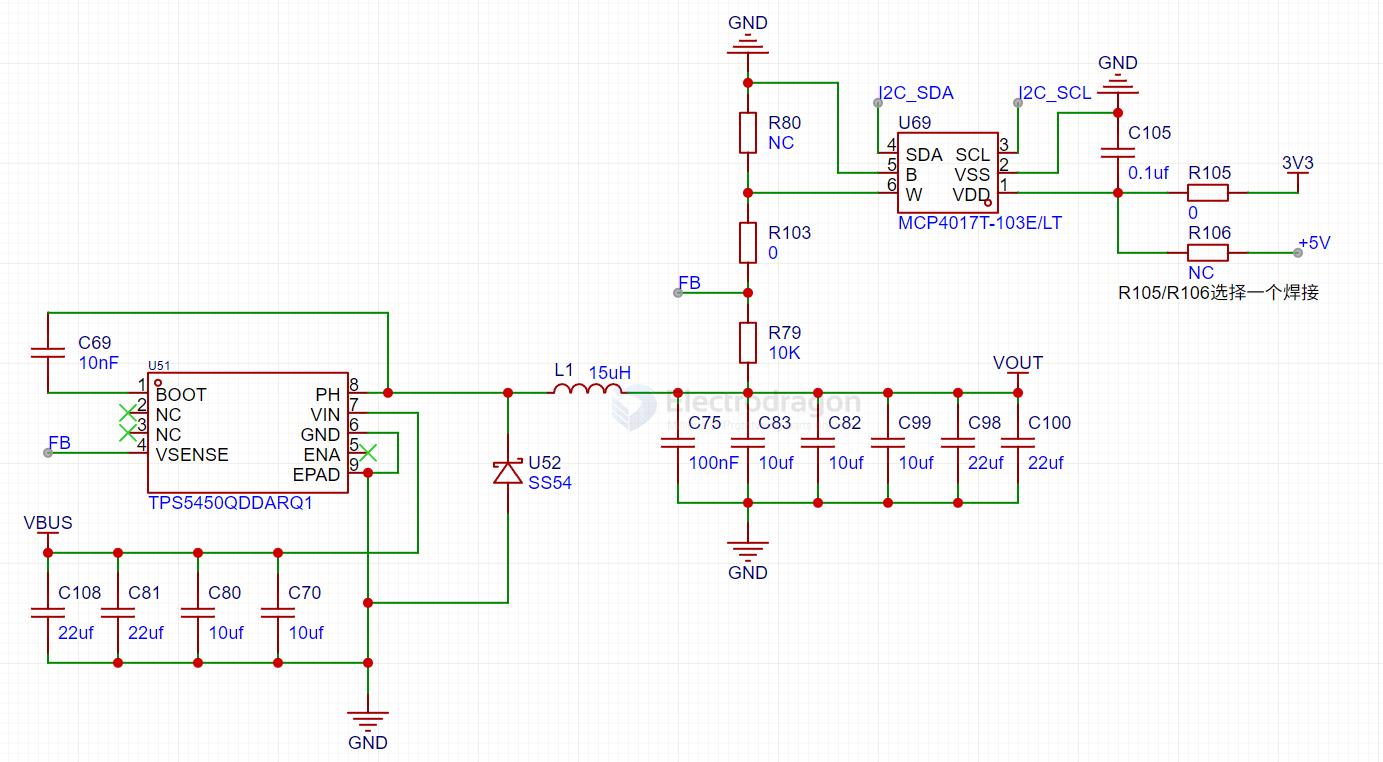 GND
GND
I2C_SDA
I2C_SCL
U69
R80
NC
C105
0.1uf
4 SDA SCL 3
5 B VSS 2
6 W VDD 1
MCP4017T-103E/LT
R105
0
3V3
R103
0
R106
NC
+5V
R105/R106选择一个焊接
FB
R79
10K
C69
10nF
U51
L1 15uH
VOUT
1 BOOT PH 8
2 NC VIN 7
3 NC GND 6
4 VSENSE ENA 5
EPAD 9
FB
TPS5450QDDARQ1
Electrodragon
C75
100nF
C83
10uf
C82
10uf
C99
10uf
C98
22uf
C100
22uf
U52
SS54
VBUS
GND
C108
22uf
C81
22uf
C80
10uf
C70
10uf
GND